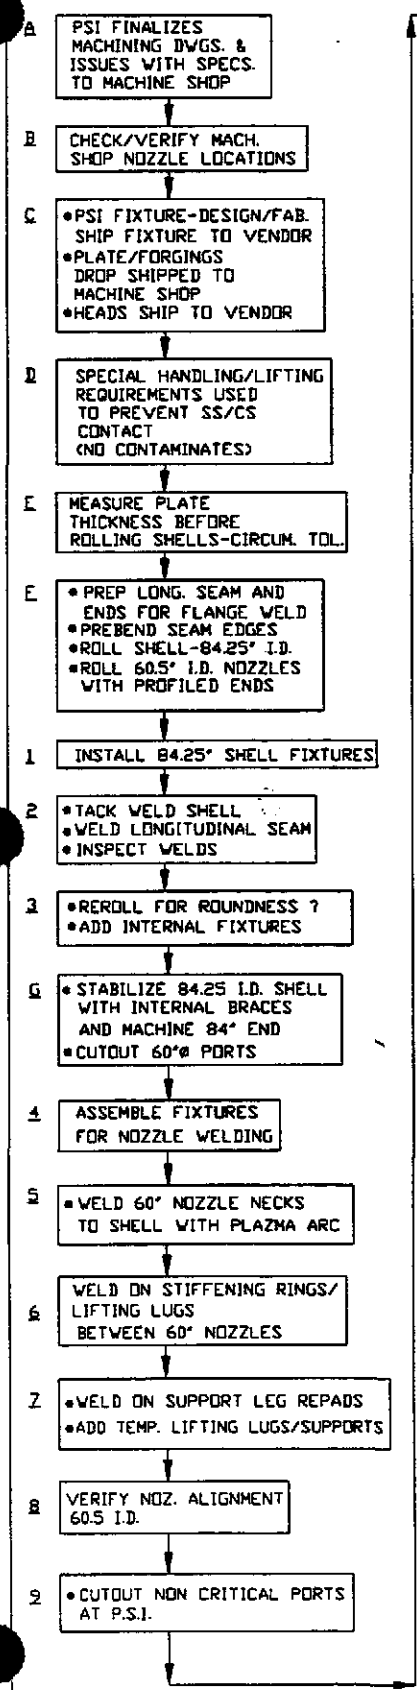 A
PSI FINALIZES
MACHINING DWGS. &
ISSUES WITH SPECS.
TO MACHINE SHOP
B
CHECK/VERIFY MACH.
SHOP NOZZLE LOCATIONS
C
•PSI FIXTURE-DESIGN/FAB.
SHIP FIXTURE TO VENDOR
•PLATE/FORGINGS
DROP SHIPPED TO
MACHINE SHOP
•HEADS SHIP TO VENDOR
D
SPECIAL HANDLING/LIFTING
REQUIREMENTS USED
TO PREVENT SS/CS
CONTACT
(NO CONTAMINATES)
E
MEASURE PLATE
THICKNESS BEFORE
ROLLING SHELLS-CIRCUM. TOL.
F
• PREP LONG. SEAM AND
ENDS FOR FLANGE WELD
•PREBEND SEAM EDGES
•ROLL SHELL-84.25" I.D.
•ROLL 60.5" I.D. NOZZLES
WITH PROFILED ENDS
1
INSTALL 84.25" SHELL FIXTURES
2
•TACK WELD SHELL
•WELD LONGITUDINAL SEAM
• INSPECT WELDS
3
•REROLL FOR ROUNDNESS ?
•ADD INTERNAL FIXTURES
G
• STABILIZE 84.25 I.D. SHELL
WITH INTERNAL BRACES
AND MACHINE 84" END
•CUTOUT 60"ø PORTS
4
ASSEMBLE FIXTURES
FOR NOZZLE WELDING
5
•WELD 60" NOZZLE NECKS
TO SHELL WITH PLAZMA ARC
6
WELD ON STIFFENING RINGS/
LIFTING LUGS
BETWEEN 60" NOZZLES
7
•WELD ON SUPPORT LEG REPADS
•ADD TEMP. LIFTING LUGS/SUPPORTS
8
VERIFY NOZ. ALIGNMENT
60.5 I.D.
9
•CUTOUT NON CRITICAL PORTS
AT P.S.I.